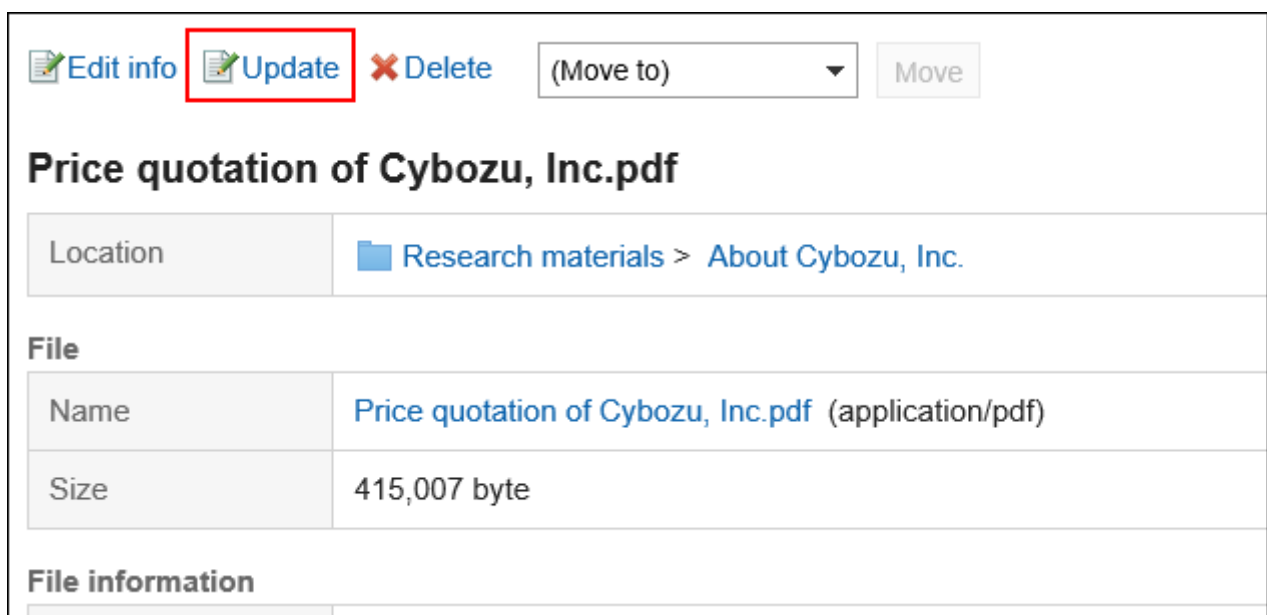 Edit info Update Delete (Move to) Move
Price quotation of Cybozu, Inc.pdf
Location Research materials > About Cybozu, Inc.
File
Name Price quotation of Cybozu, Inc.pdf (application/pdf)
Size 415,007 byte
File information